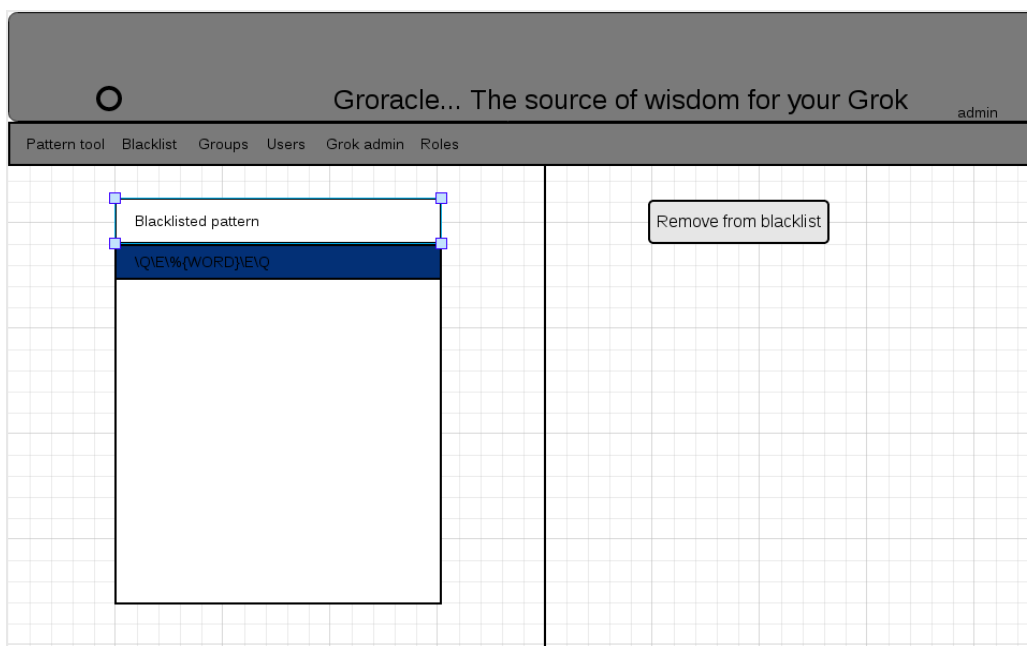 Groracle... The source of wisdom for your Grok
admin
Pattern tool Blacklist Groups Users Grok admin Roles
Blacklisted pattern
Remove from blacklist
\Q\E\%{WORD}\E\Q